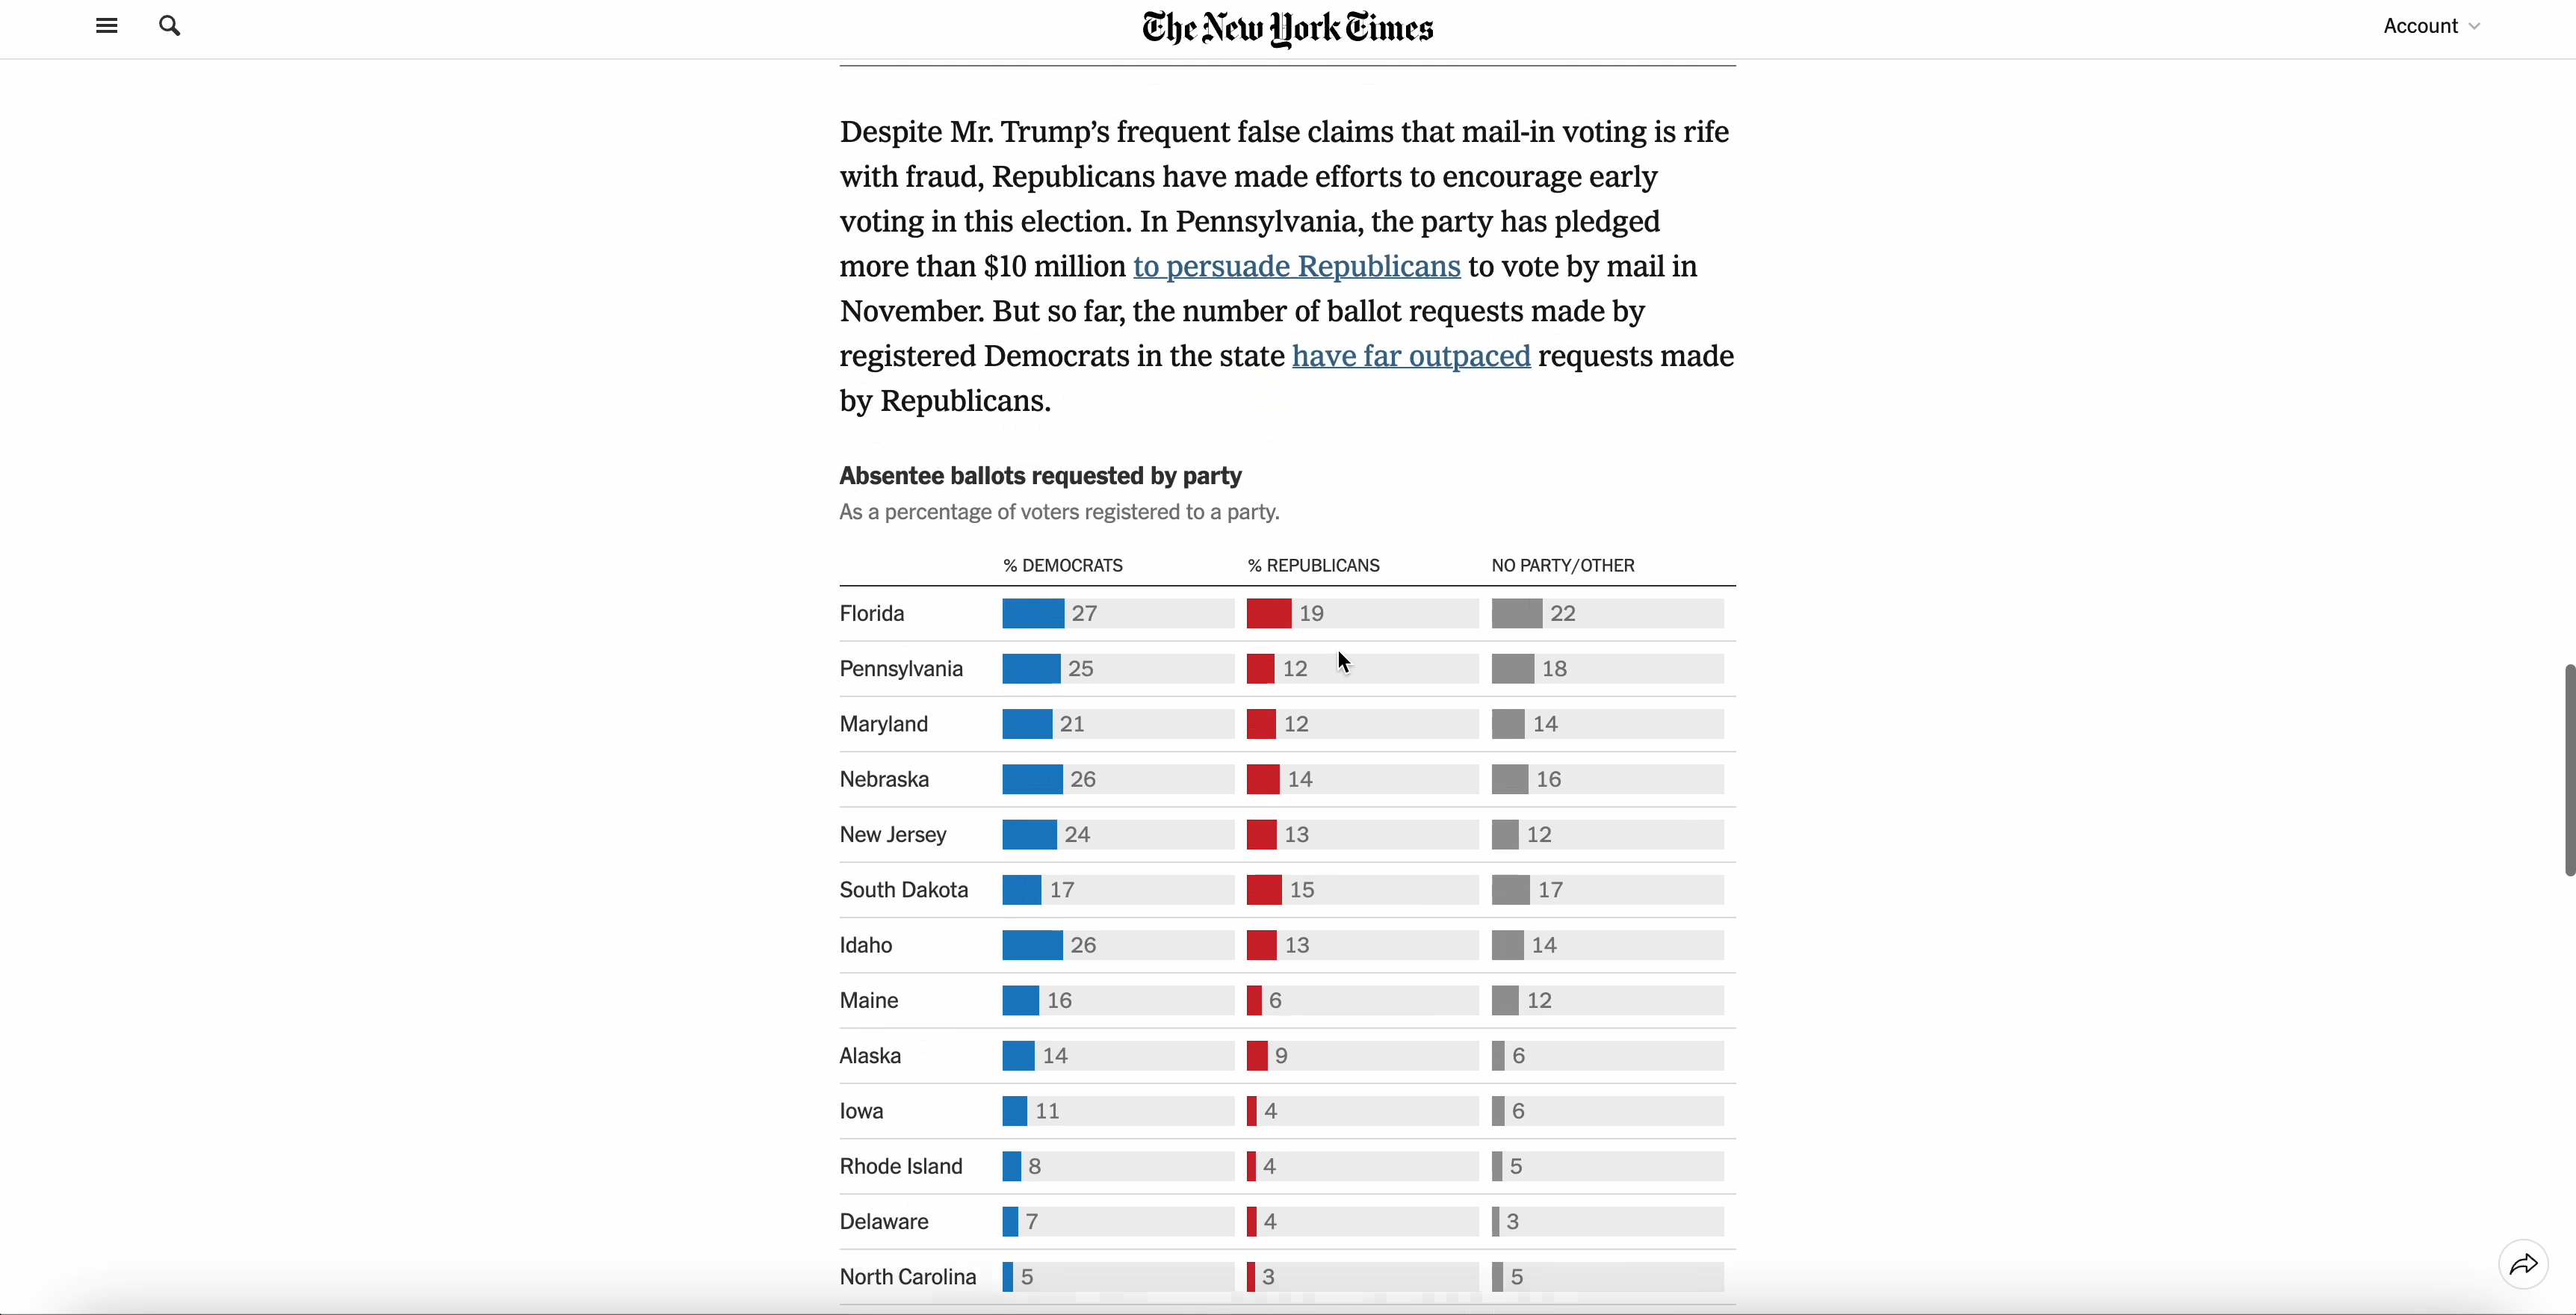 The New York Times
Account
Despite Mr. Trump’s frequent false claims that mail-in voting is rife
with fraud, Republicans have made efforts to encourage early
voting in this election. In Pennsylvania, the party has pledged
more than $10 million to persuade Republicans to vote by mail in
November. But so far, the number of ballot requests made by
registered Democrats in the state have far outpaced requests made
by Republicans.
Absentee ballots requested by party
As a percentage of voters registered to a party.
% DEMOCRATS % REPUBLICANS NO PARTY/OTHER
Florida 27 19 22
Pennsylvania 25 12 18
Maryland 21 12 14
Nebraska 26 14 16
New Jersey 24 13 12
South Dakota 17 15 17
Idaho 26 13 14
Maine 16 6 12
Alaska 14 9 6
Iowa 11 4 6
Rhode Island 8 4 5
Delaware 7 4 3
North Carolina 5 3 5